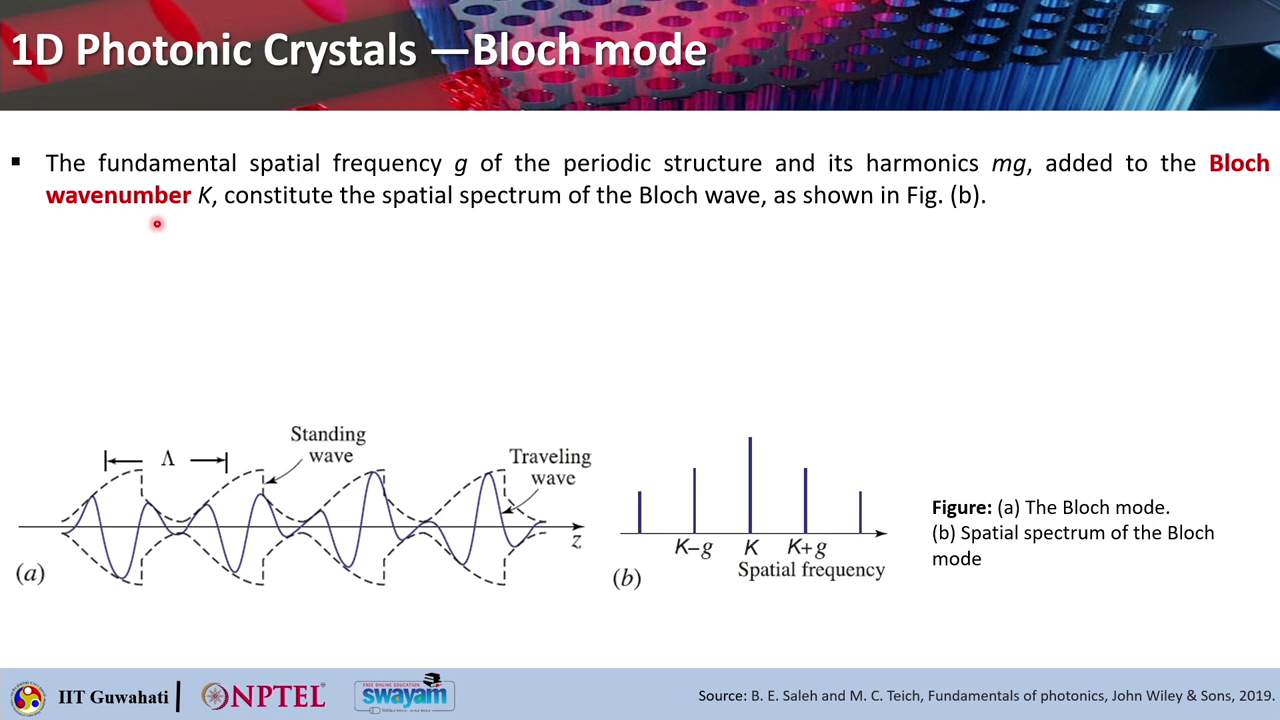 1D Photonic Crystals —Bloch mode
▪ The fundamental spatial frequency g of the periodic structure and its harmonics mg, added to the Bloch
wavenumber K, constitute the spatial spectrum of the Bloch wave, as shown in Fig. (b).
Standing
wave
Λ
Traveling
wave
z
(a)
K–g K K+g
Spatial frequency
(b)
Figure: (a) The Bloch mode.
(b) Spatial spectrum of the Bloch
mode
IIT Guwahati
NPTEL
FREE ONLINE EDUCATION
swayam
Source: B. E. Saleh and M. C. Teich, Fundamentals of photonics, John Wiley & Sons, 2019.